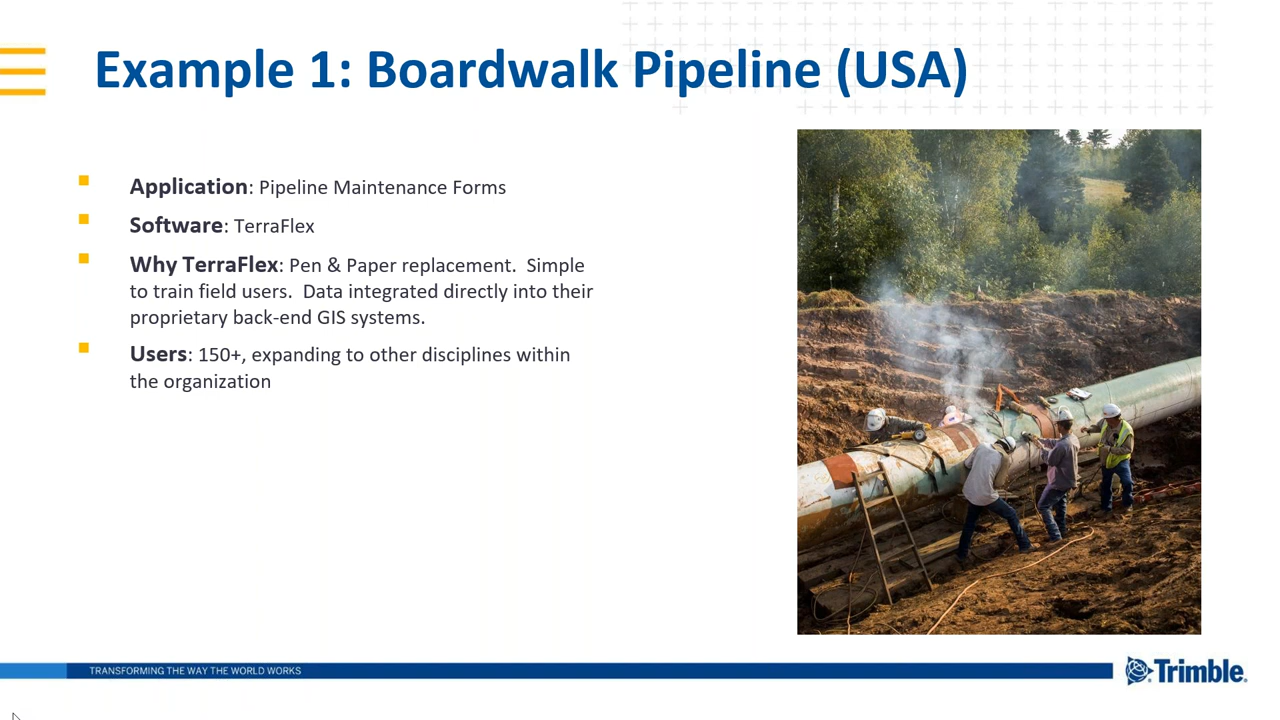 Example 1: Boardwalk Pipeline (USA)
Application: Pipeline Maintenance Forms
Software: TerraFlex
Why TerraFlex: Pen & Paper replacement.  Simple
to train field users.  Data integrated directly into their
proprietary back-end GIS systems.
Users: 150+, expanding to other disciplines within
the organization
TRANSFORMING THE WAY THE WORLD WORKS
Trimble.